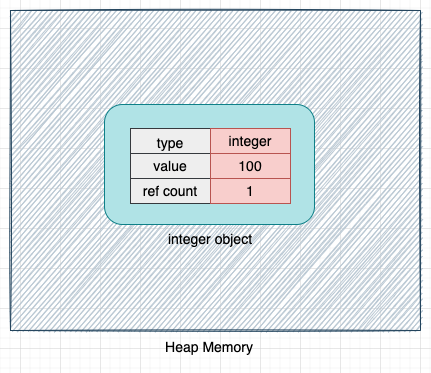 type integer
value 100
ref count 1
integer object
Heap Memory